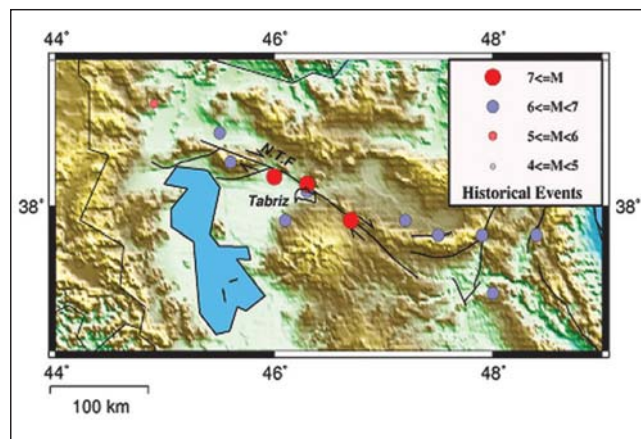 44° 46° 48°
7<=M
6<=M<7
5<=M<6
4<=M<5
Historical Events
N.T.F
Tabriz
38° 38°
44° 46° 48°
100 km